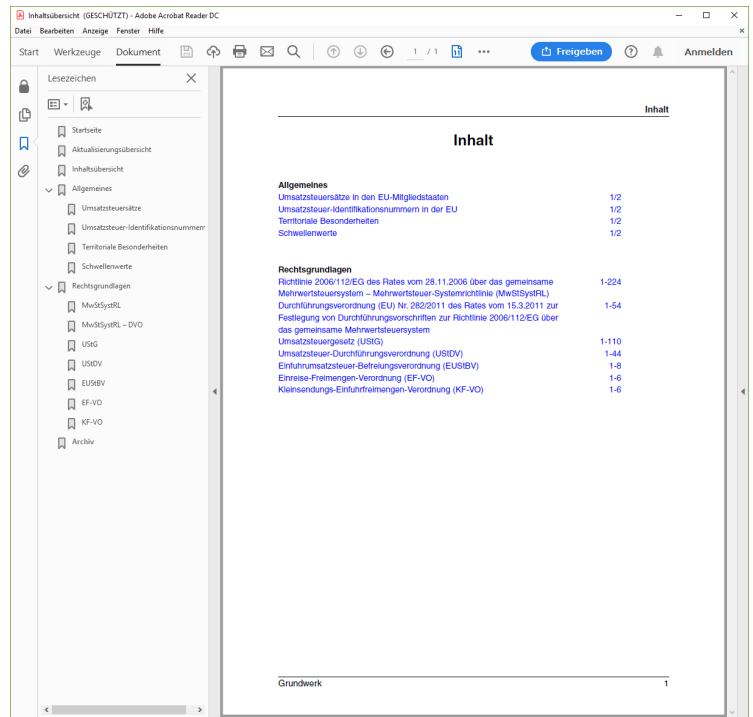 Inhaltsübersicht (GESCHÜTZT) - Adobe Acrobat Reader DC
Datei Bearbeiten Anzeige Fenster Hilfe
Start Werkzeuge Dokument 1 / 1 Freigeben Anmelden
Lesezeichen
Startseite
Aktualisierungsübersicht
Inhaltsübersicht
Allgemeines
Umsatzsteuersätze
Umsatzsteuer-Identifikationsnummern
Territoriale Besonderheiten
Schwellenwerte
Rechtsgrundlagen
MwStSystRL
MwStSystRL – DVO
UStG
UStDV
EUStBV
EF-VO
KF-VO
Archiv
Inhalt
Inhalt
Allgemeines
Umsatzsteuersätze in den EU-Mitgliedstaaten 1/2
Umsatzsteuer-Identifikationsnummern in der EU 1/2
Territoriale Besonderheiten 1/2
Schwellenwerte 1/2
Rechtsgrundlagen
Richtlinie 2006/112/EG des Rates vom 28.11.2006 über das gemeinsame 1-224
Mehrwertsteuersystem – Mehrwertsteuer-Systemrichtlinie (MwStSystRL)
Durchführungsverordnung (EU) Nr. 282/2011 des Rates vom 15.3.2011 zur 1-54
Festlegung von Durchführungsvorschriften zur Richtlinie 2006/112/EG über
das gemeinsame Mehrwertsteuersystem
Umsatzsteuergesetz (UStG) 1-110
Umsatzsteuer-Durchführungsverordnung (UStDV) 1-44
Einfuhrumsatzsteuer-Befreiungsverordnung (EUStBV) 1-8
Einreise-Freimengen-Verordnung (EF-VO) 1-6
Kleinsendungs-Einfuhrfreimengen-Verordnung (KF-VO) 1-6
Grundwerk 1